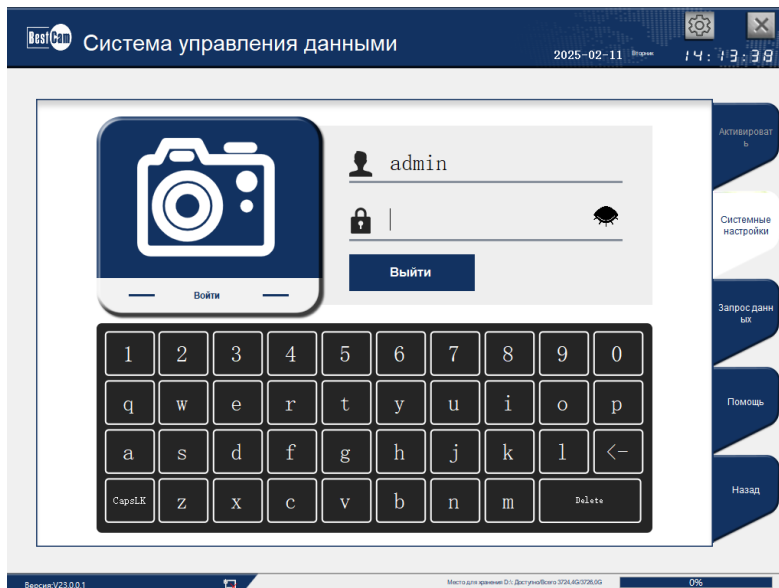 BestCam
Система управления данными
2025-02-11 Вторник
14:13:38
Активироват
ь
admin
Системные
настройки
Выйти
Войти
Запрос данн
ых
1 2 3 4 5 6 7 8 9 0
q w e r t y u i o p
Помощь
a s d f g h j k l <-
CapsLK z x c v b n m Delete
Назад
Версия:V23.0.0.1
Место для хранения D:\: Доступно/Всего 3724,4G/3726,0G
0%